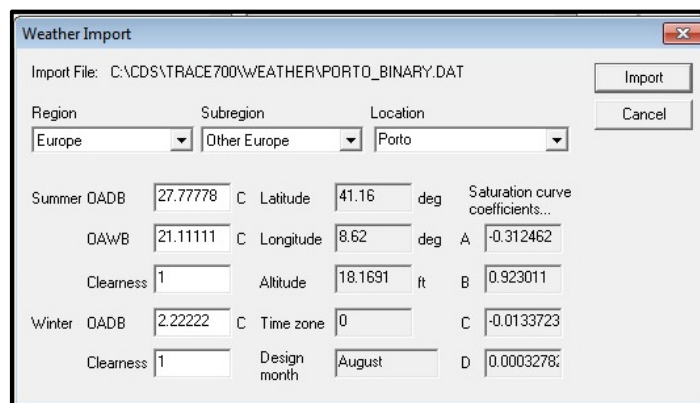 Weather Import
Import File: C:\CDS\TRACE700\WEATHER\PORTO_BINARY.DAT
Import
Cancel
Region Subregion Location
Europe Other Europe Porto
Summer OADB 27.77778 C Latitude 41.16 deg Saturation curve
coefficients...
OAWB 21.11111 C Longitude 8.62 deg A -0.312462
Clearness 1 Altitude 18.1691 ft B 0.923011
Winter OADB 2.22222 C Time zone 0 C -0.0133723
Clearness 1 Design
month August D 0.00032782